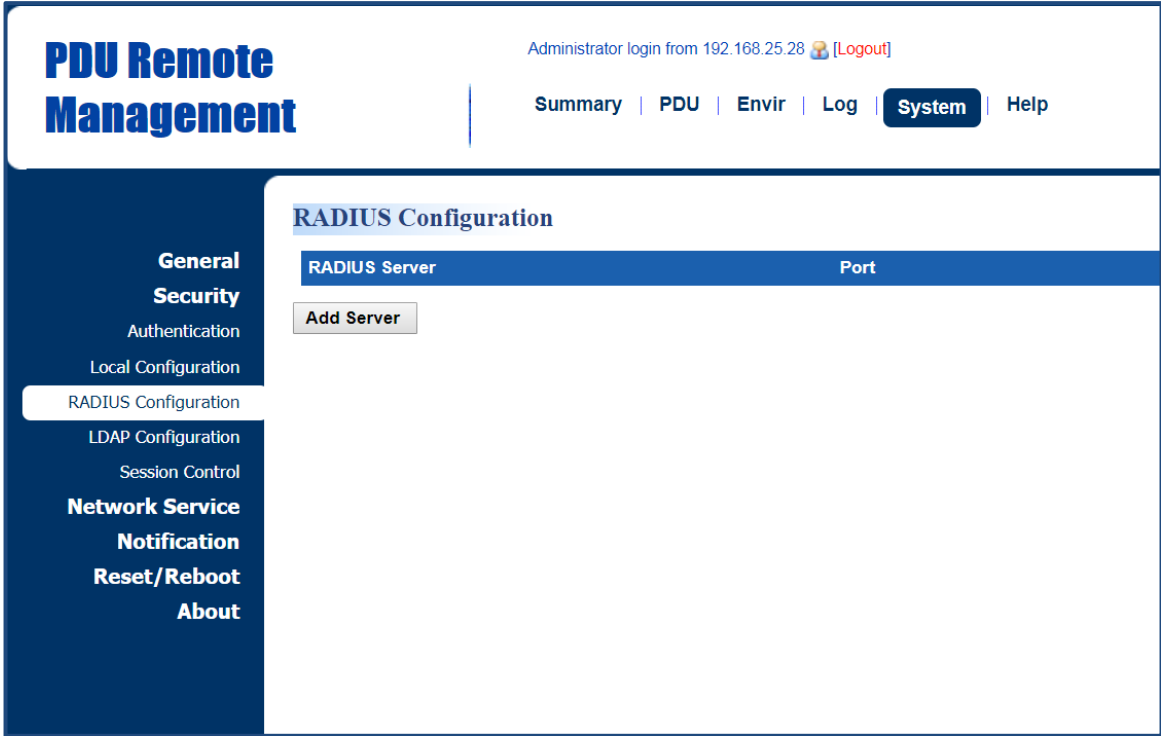 PDU Remote
Management
Administrator login from 192.168.25.28 [Logout]
Summary | PDU | Envir | Log | System | Help
General
Security
Authentication
Local Configuration
RADIUS Configuration
LDAP Configuration
Session Control
Network Service
Notification
Reset/Reboot
About
RADIUS Configuration
RADIUS Server Port
Add Server